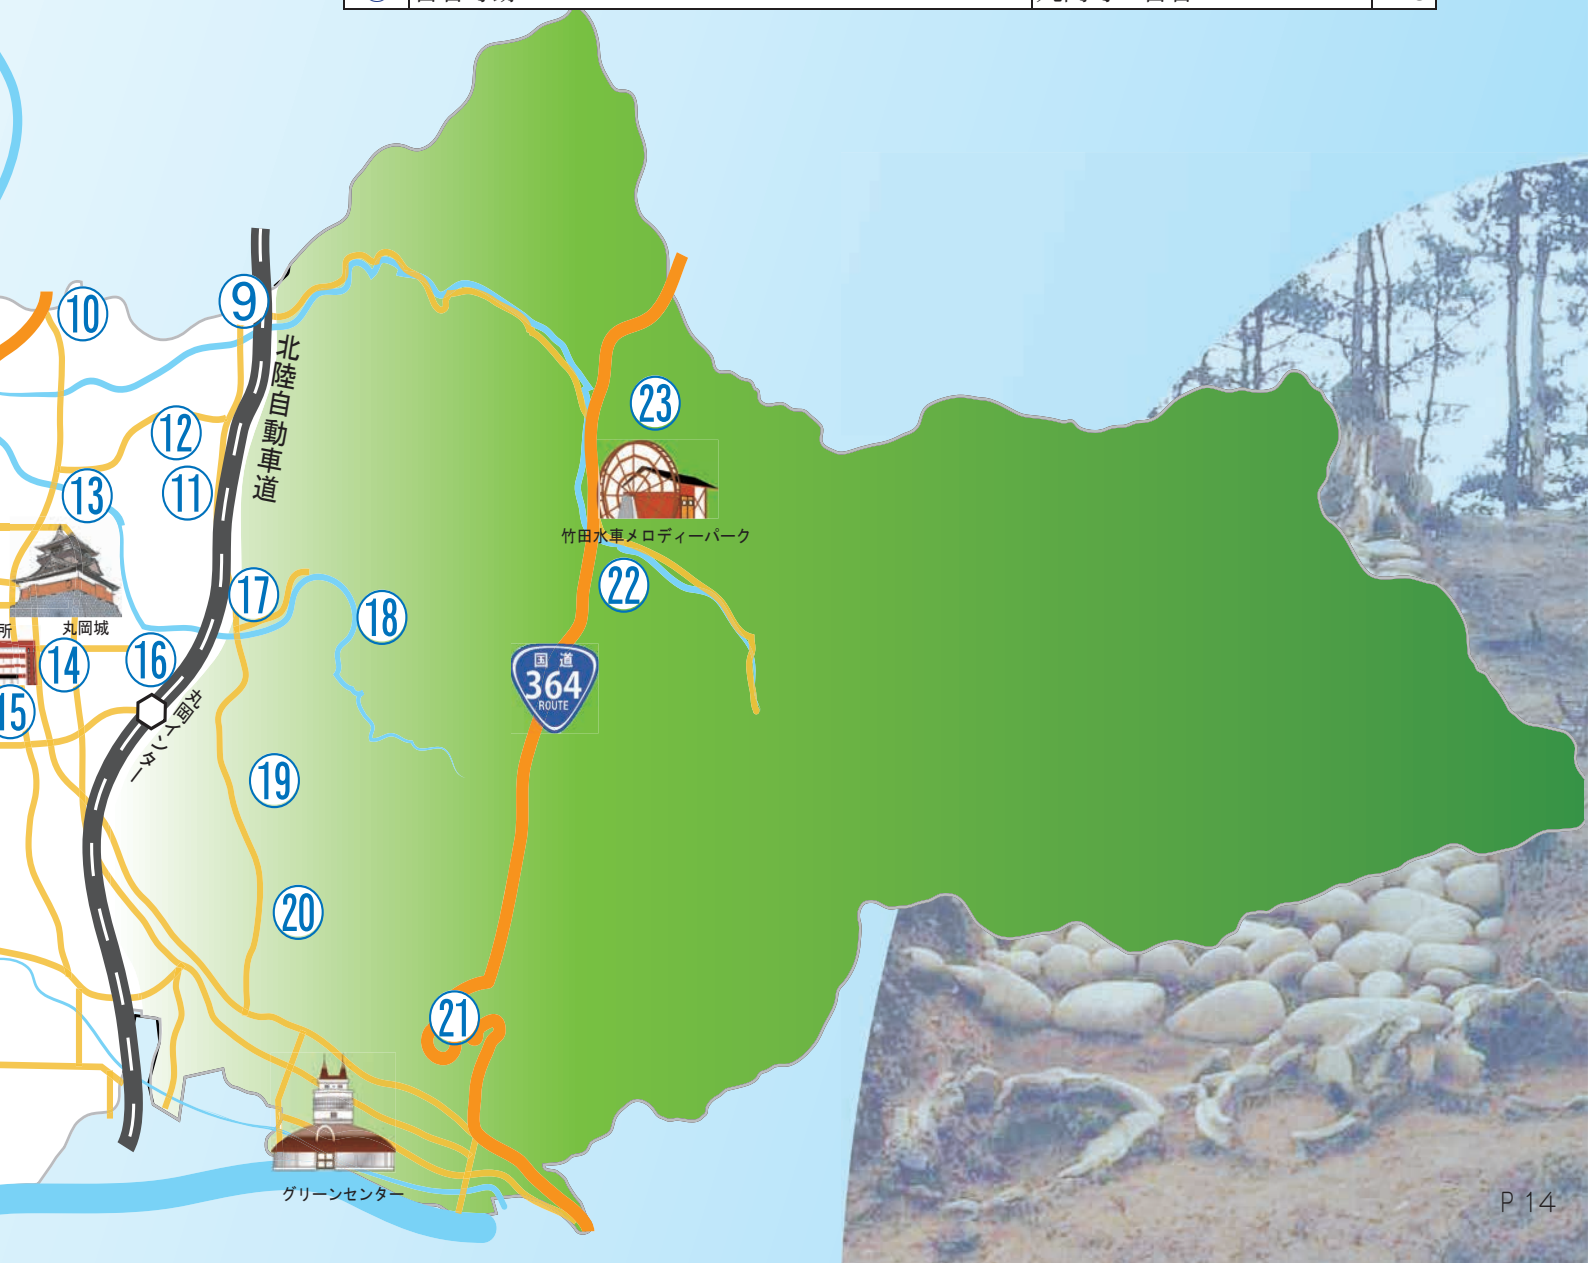 ⑨
⑩
北陸自動車道
㉓
⑫
⑪
⑬
竹田水車メロディーパーク
㉒
⑰
⑱
所
丸岡城
⑭
⑯
国道
364
ROUTE
⑮
丸岡インター
⑲
⑳
㉑
グリーンセンター
P 14